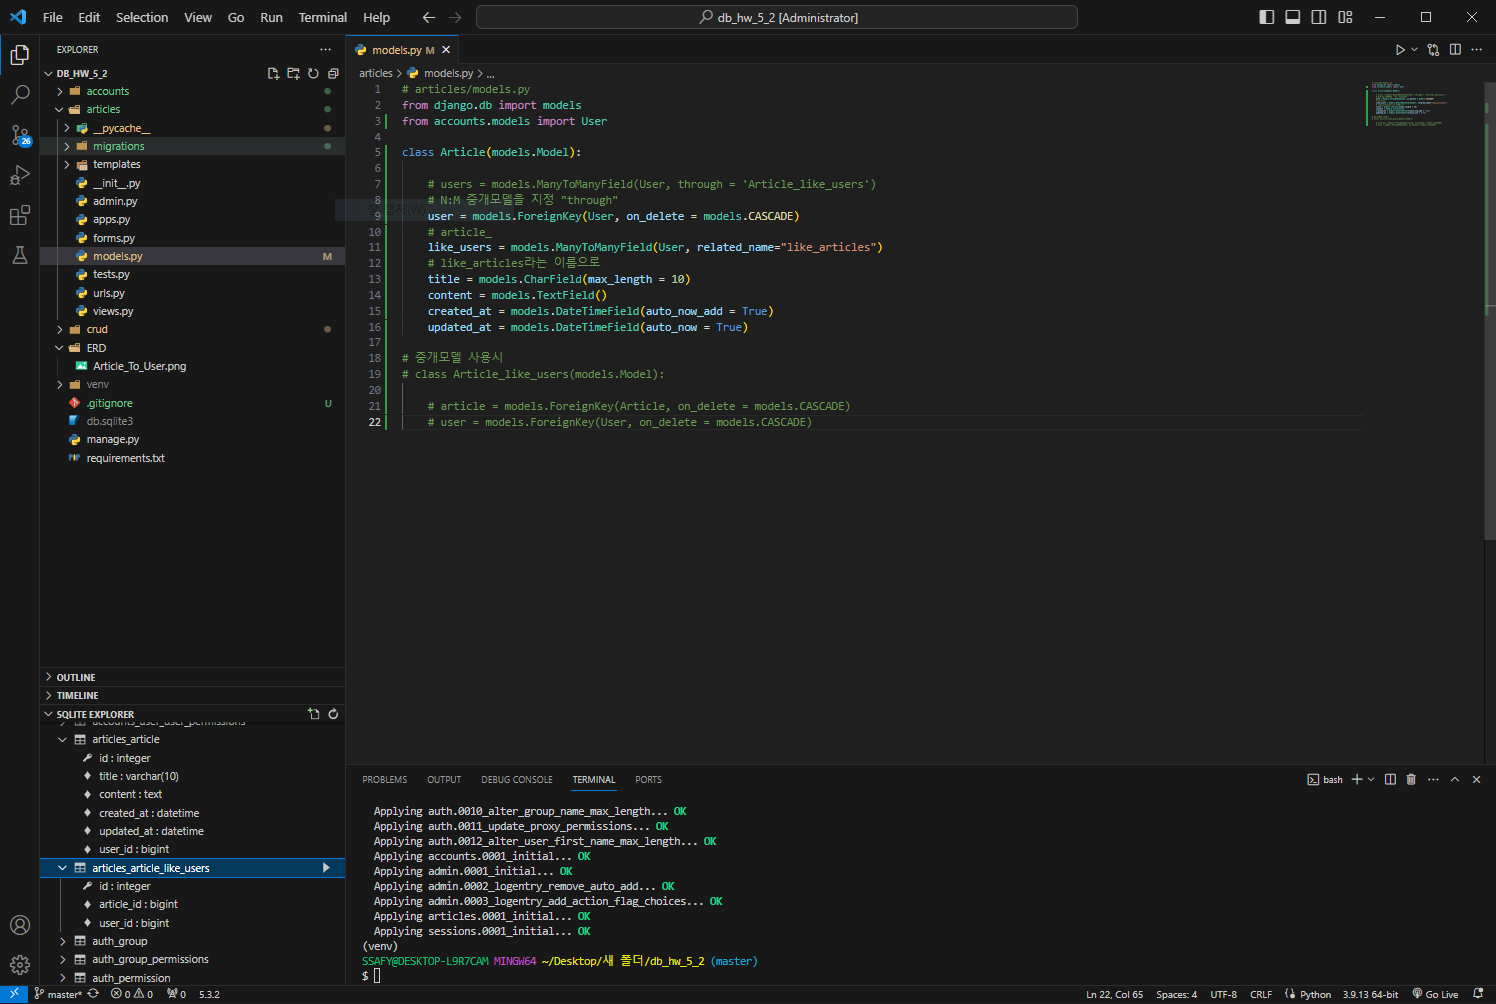 File Edit Selection View Go Run Terminal Help
db_hw_5_2 [Administrator]
EXPLORER
DB_HW_5_2
accounts
articles
__pycache__
migrations
templates
__init__.py
admin.py
apps.py
forms.py
models.py M
tests.py
urls.py
views.py
crud
ERD
Article_To_User.png
venv
.gitignore U
db.sqlite3
manage.py
requirements.txt
OUTLINE
TIMELINE
SQLITE EXPLORER
accounts_user_user_permissions
articles_article
id : integer
title : varchar(10)
content : text
created_at : datetime
updated_at : datetime
user_id : bigint
articles_article_like_users
id : integer
article_id : bigint
user_id : bigint
auth_group
auth_group_permissions
auth_permission
26
models.py M
articles > models.py > ...
1 # articles/models.py
2 from django.db import models
3 from accounts.models import User
4
5 class Article(models.Model):
6
7 # users = models.ManyToManyField(User, through = 'Article_like_users')
8 # N:M 중개모델을 지정 "through"
9 user = models.ForeignKey(User, on_delete = models.CASCADE)
10 # article_
11 like_users = models.ManyToManyField(User, related_name="like_articles")
12 # like_articles라는 이름으로
13 title = models.CharField(max_length = 10)
14 content = models.TextField()
15 created_at = models.DateTimeField(auto_now_add = True)
16 updated_at = models.DateTimeField(auto_now = True)
17
18 # 중개모델 사용시
19 # class Article_like_users(models.Model):
20
21 # article = models.ForeignKey(Article, on_delete = models.CASCADE)
22 # user = models.ForeignKey(User, on_delete = models.CASCADE)
PROBLEMS OUTPUT DEBUG CONSOLE TERMINAL PORTS
bash
Applying auth.0010_alter_group_name_max_length... OK
Applying auth.0011_update_proxy_permissions... OK
Applying auth.0012_alter_user_first_name_max_length... OK
Applying accounts.0001_initial... OK
Applying admin.0001_initial... OK
Applying admin.0002_logentry_remove_auto_add... OK
Applying admin.0003_logentry_add_action_flag_choices... OK
Applying articles.0001_initial... OK
Applying sessions.0001_initial... OK
(venv)
SSAFY@DESKTOP-L9R7CAM MINGW64 ~/Desktop/새 폴더/db_hw_5_2 (master)
$
master* 0 0 0 5.3.2
Ln 22, Col 65 Spaces: 4 UTF-8 CRLF Python 3.9.13 64-bit Go Live